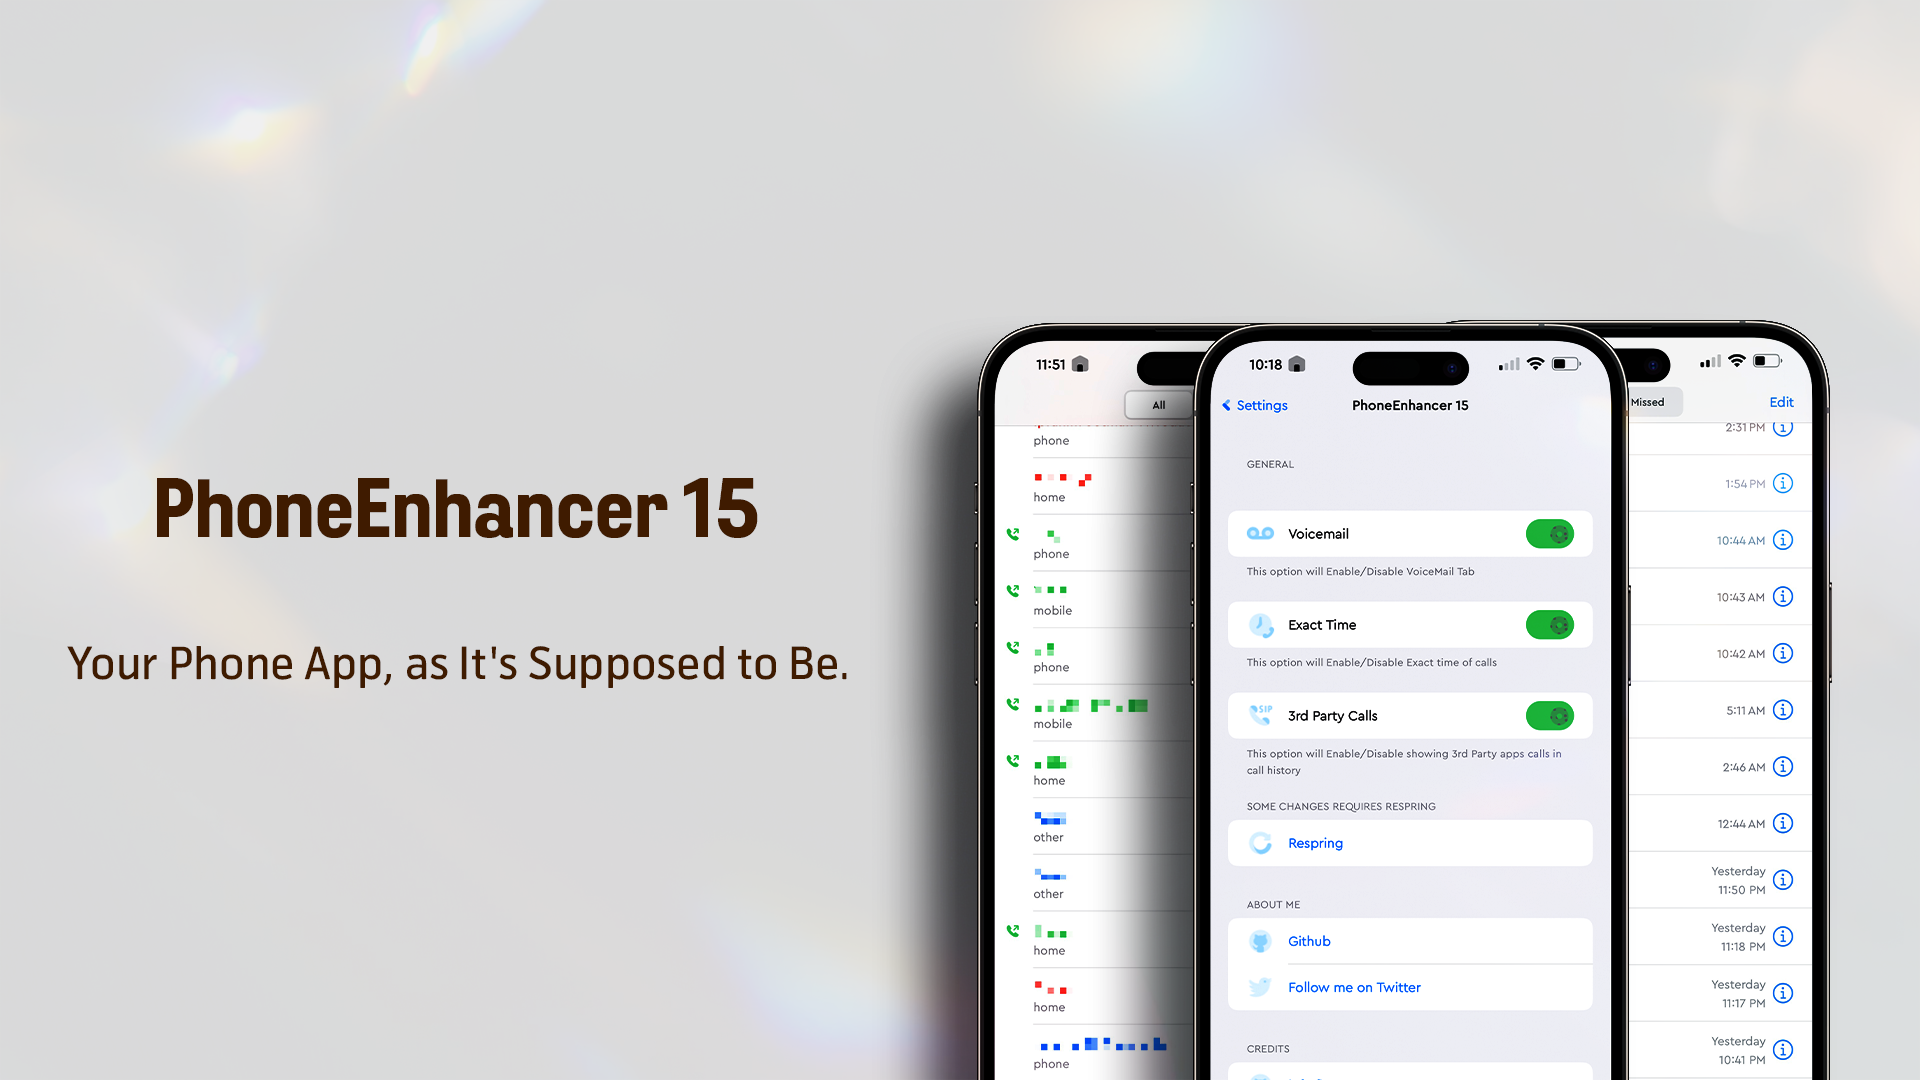 PhoneEnhancer 15
Your Phone App, as It's Supposed to Be.
11:51
All
phone
home
phone
mobile
phone
mobile
home
other
other
home
home
phone
10:18
Settings
PhoneEnhancer 15
GENERAL
Voicemail
This option will Enable/Disable VoiceMail Tab
Exact Time
This option will Enable/Disable Exact time of calls
SIP
3rd Party Calls
This option will Enable/Disable showing 3rd Party apps calls in
call history
SOME CHANGES REQUIRES RESPRING
Respring
ABOUT ME
Github
Follow me on Twitter
CREDITS
Missed
Edit
2:31 PM
1:54 PM
10:44 AM
10:43 AM
10:42 AM
5:11 AM
2:46 AM
12:44 AM
Yesterday
11:50 PM
Yesterday
11:18 PM
Yesterday
11:17 PM
Yesterday
10:41 PM